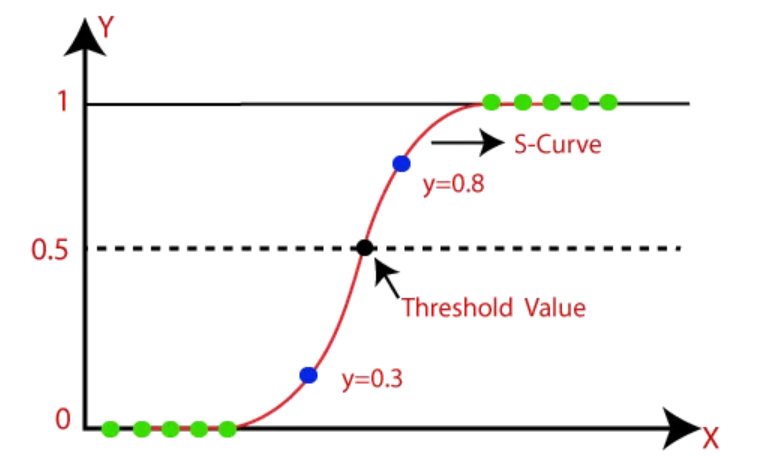 Y
1
S-Curve
y=0.8
0.5
Threshold Value
y=0.3
0
X